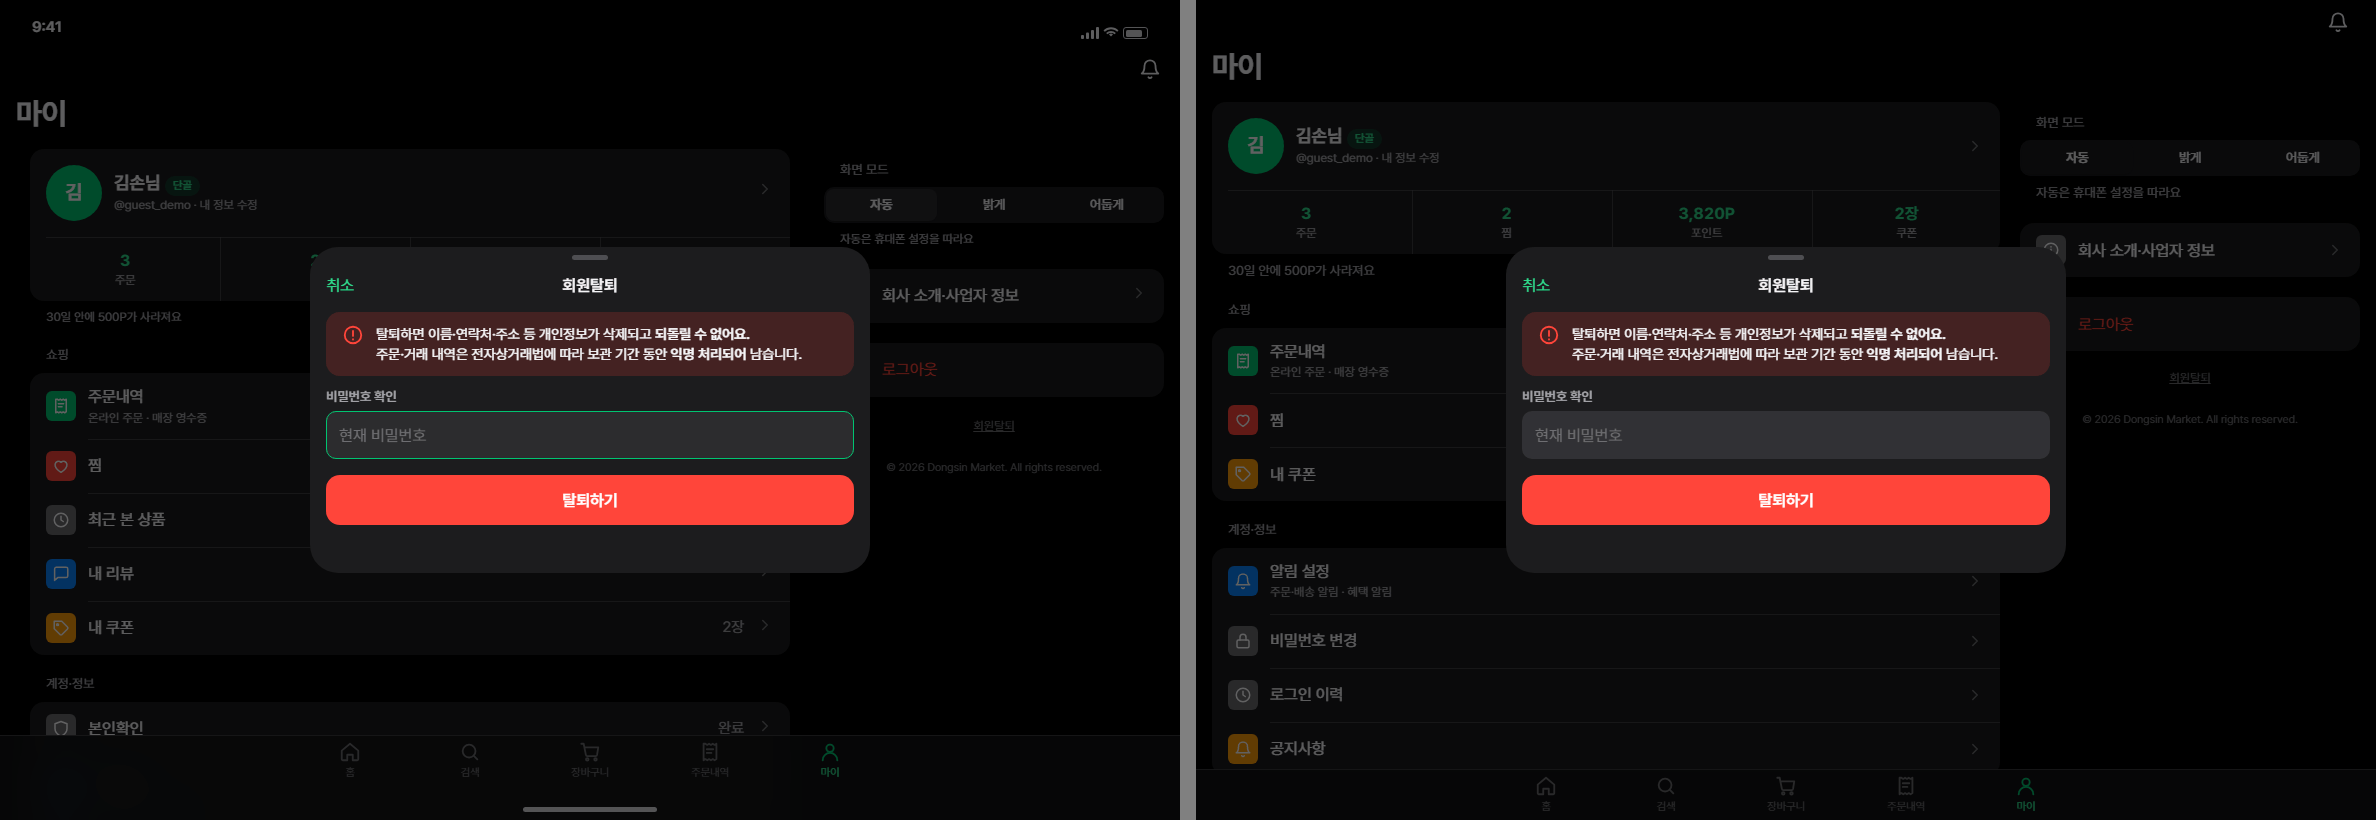 9:41
마이
김
김손님 단골
@guest_demo · 내 정보 수정
3
주문
30일 안에 500P가 사라져요
쇼핑
주문내역
온라인 주문 · 매장 영수증
찜
최근 본 상품
내 리뷰
내 쿠폰
2장
계정·정보
본인확인
완료
화면 모드
자동
밝게
어둡게
자동은 휴대폰 설정을 따라요
회사 소개·사업자 정보
로그아웃
회원탈퇴
© 2026 Dongsin Market. All rights reserved.
취소
회원탈퇴
탈퇴하면 이름·연락처·주소 등 개인정보가 삭제되고 되돌릴 수 없어요.
주문·거래 내역은 전자상거래법에 따라 보관 기간 동안 익명 처리되어 남습니다.
비밀번호 확인
현재 비밀번호
탈퇴하기
홈
검색
장바구니
주문내역
마이
마이
김
김손님 단골
@guest_demo · 내 정보 수정
3
주문
2
찜
3,820P
포인트
2장
쿠폰
30일 안에 500P가 사라져요
쇼핑
주문내역
온라인 주문 · 매장 영수증
찜
내 쿠폰
계정·정보
알림 설정
주문·배송 알림 · 혜택 알림
비밀번호 변경
로그인 이력
공지사항
화면 모드
자동
밝게
어둡게
자동은 휴대폰 설정을 따라요
회사 소개·사업자 정보
로그아웃
회원탈퇴
© 2026 Dongsin Market. All rights reserved.
취소
회원탈퇴
탈퇴하면 이름·연락처·주소 등 개인정보가 삭제되고 되돌릴 수 없어요.
주문·거래 내역은 전자상거래법에 따라 보관 기간 동안 익명 처리되어 남습니다.
비밀번호 확인
현재 비밀번호
탈퇴하기
홈
검색
장바구니
주문내역
마이